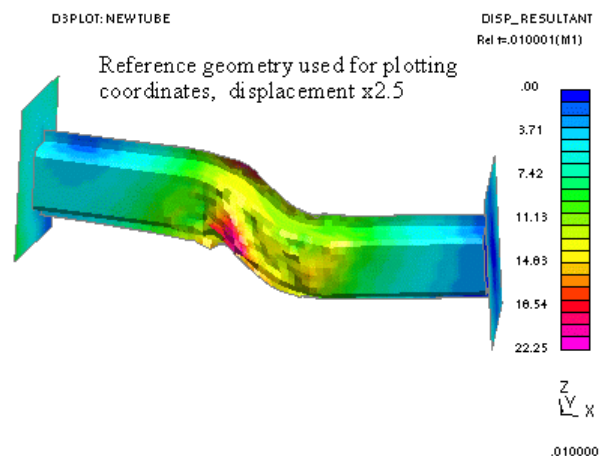 D3PLOT: NEWTUBE
DISP_RESULTANT
Rel t=.010001(M1)
Reference geometry used for plotting
coordinates, displacement x2.5
.00
3.71
7.42
11.13
14.83
18.54
22.25
Z
Y
X
.010000